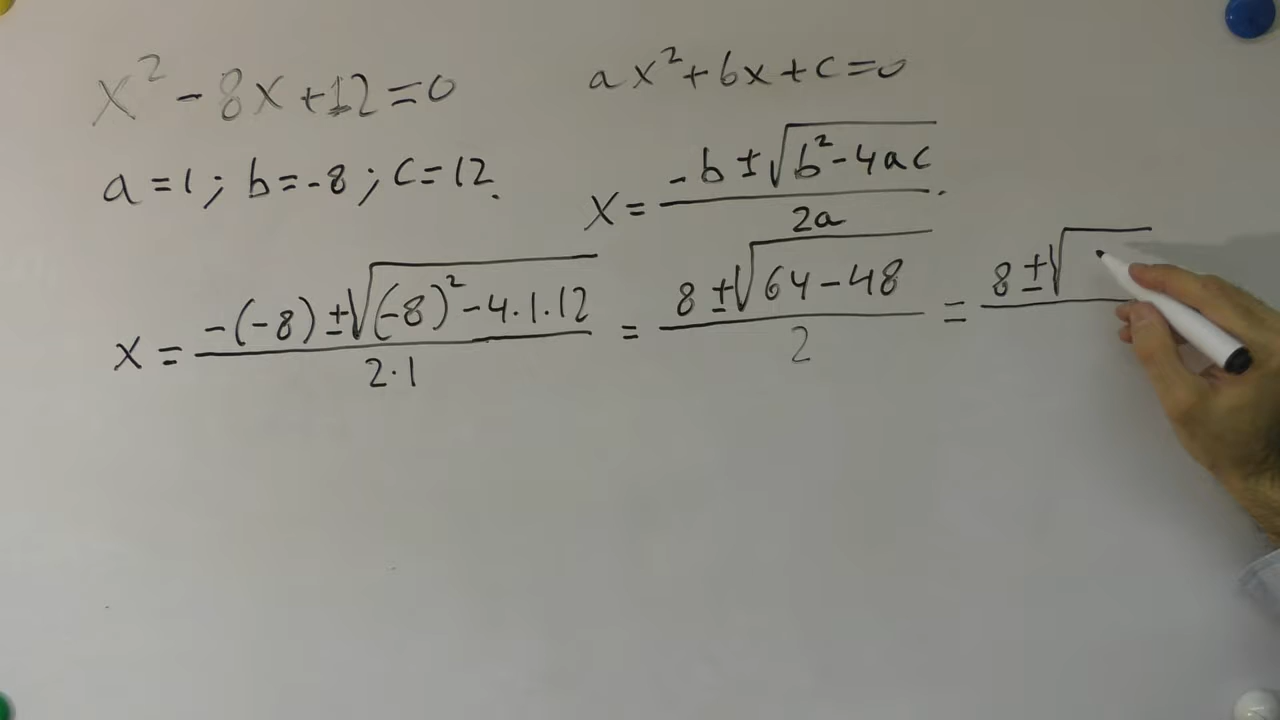 x² - 8x + 12 = 0
ax² + bx + c = 0
a = 1 ; b = -8 ; c = 12.
x = (-b ± √(b² - 4ac)) / 2a .
x = (-(-8) ± √((-8)² - 4.1.12)) / 2·1 = (8 ± √(64 - 48)) / 2 = 8 ± √